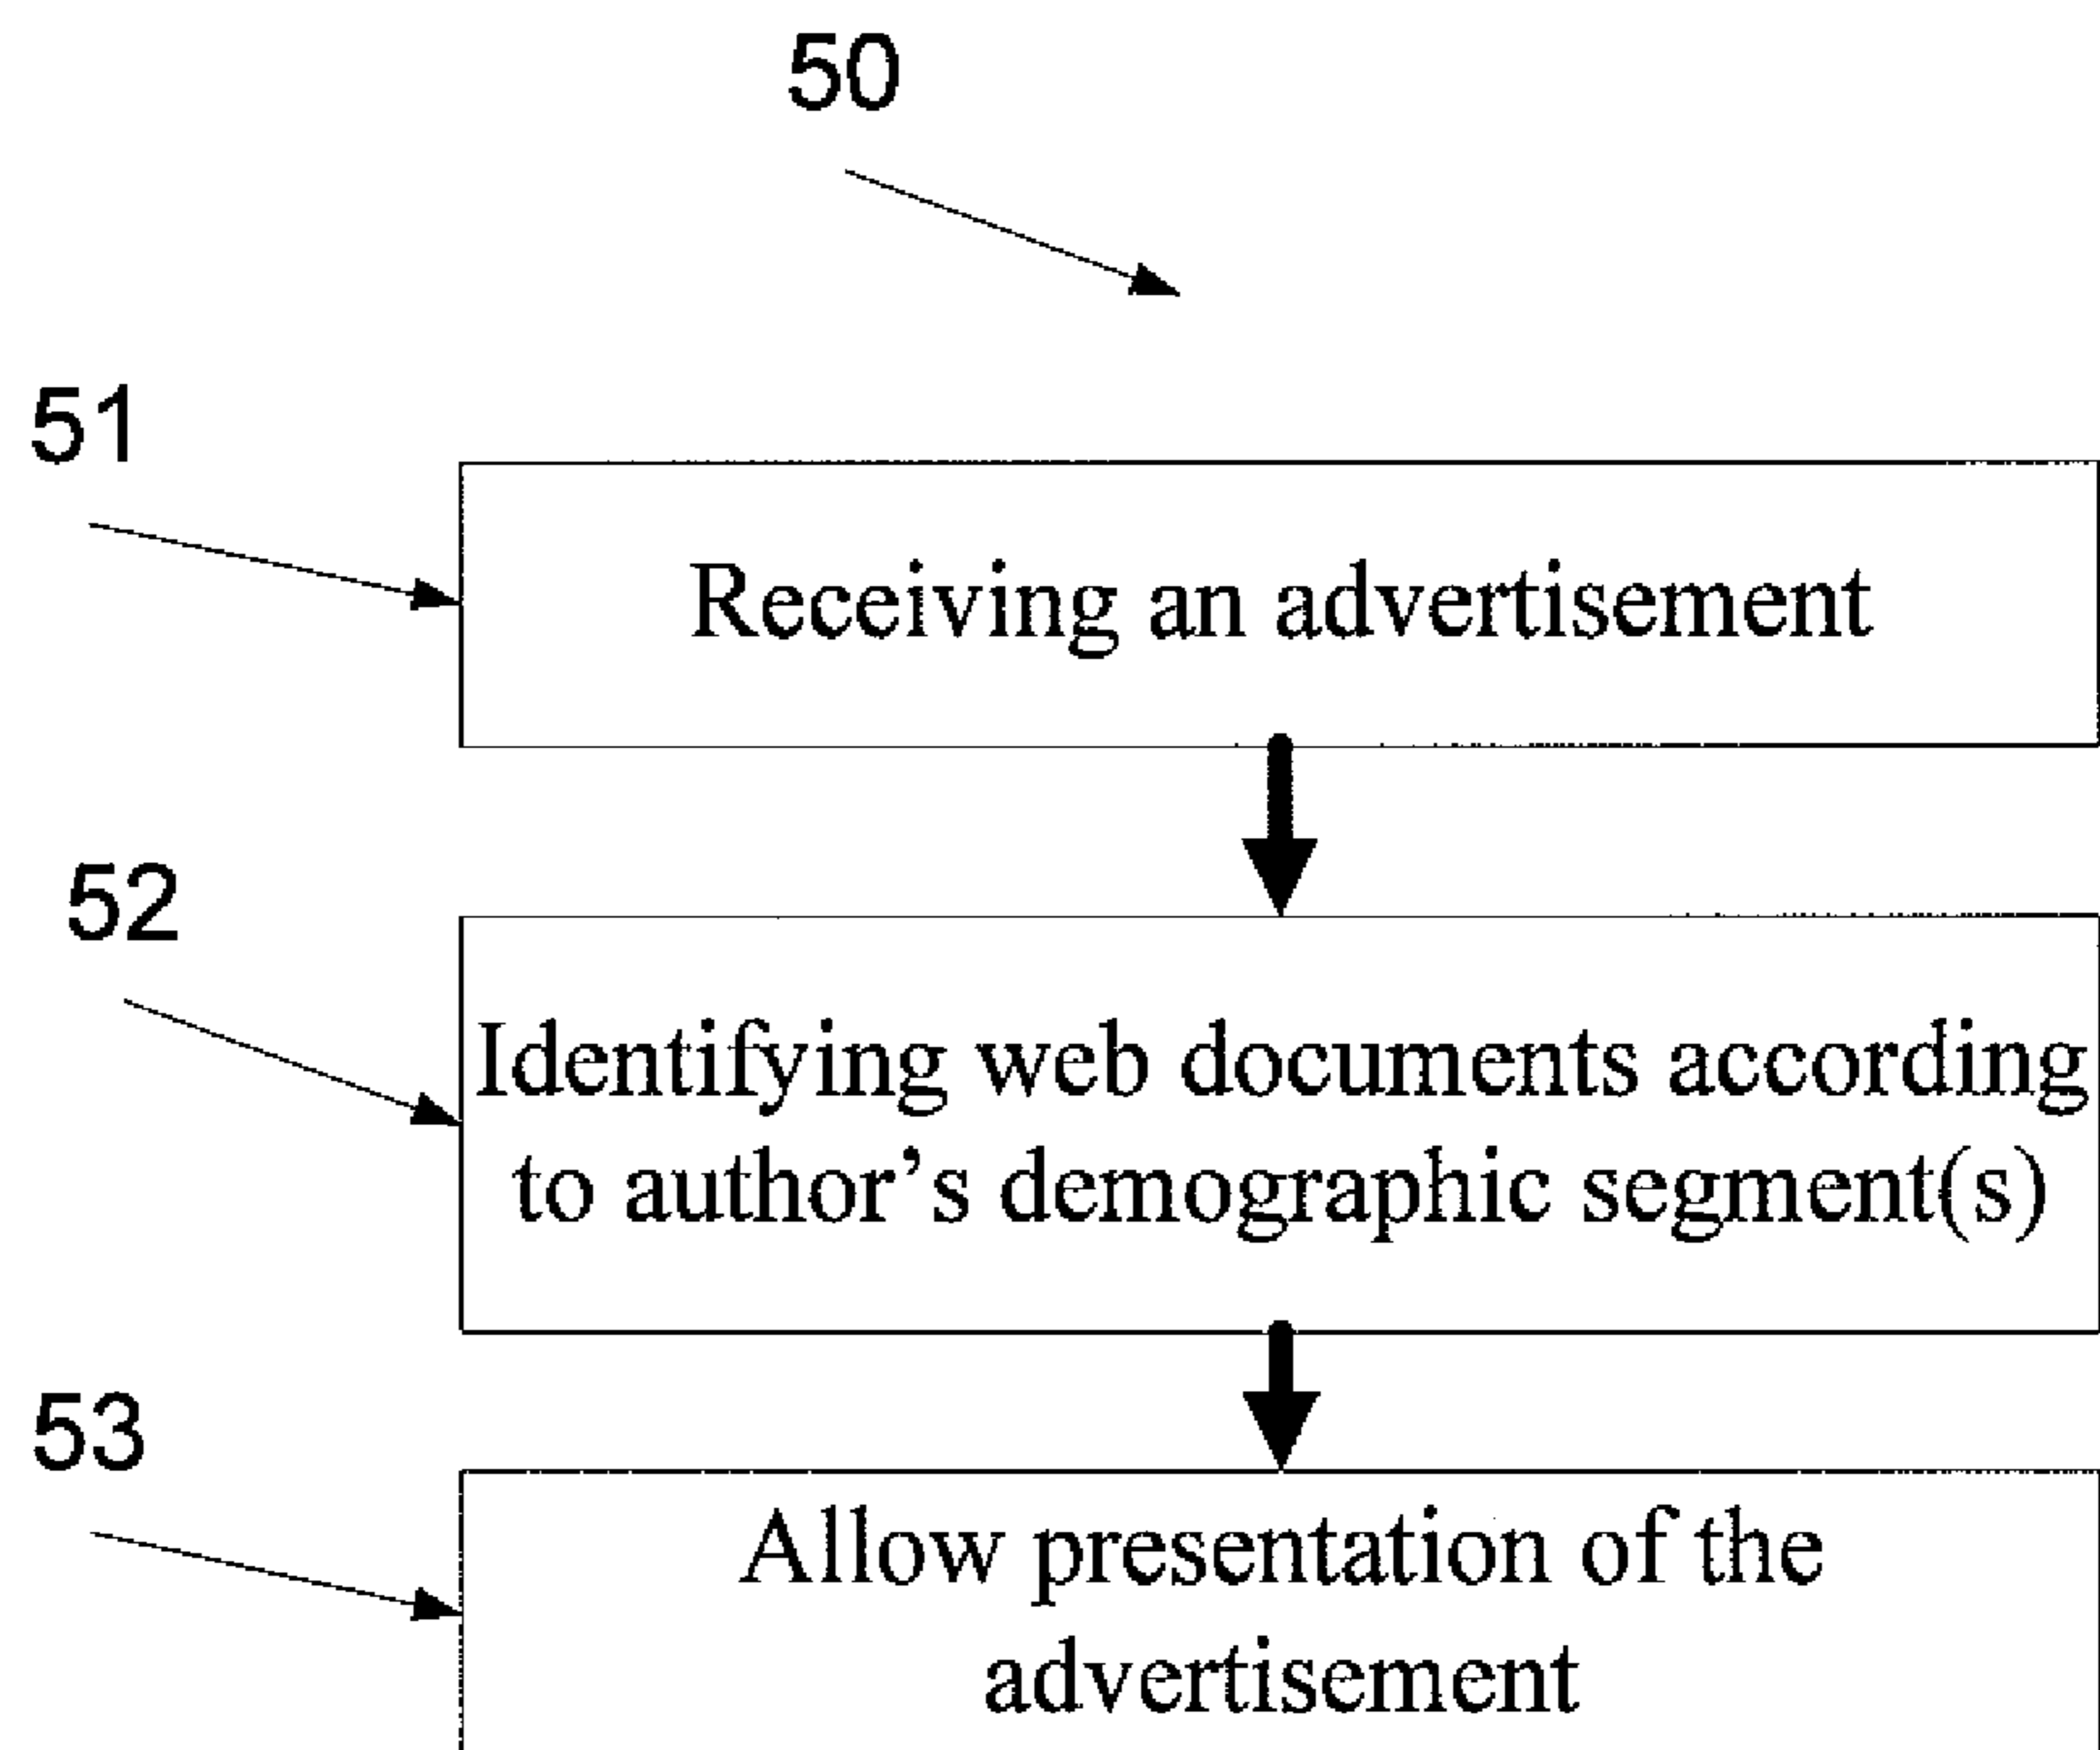 50
51
Receiving an advertisement
52
Identifying web documents according
to author’s demographic segment(s)
53
Allow presentation of the
advertisement